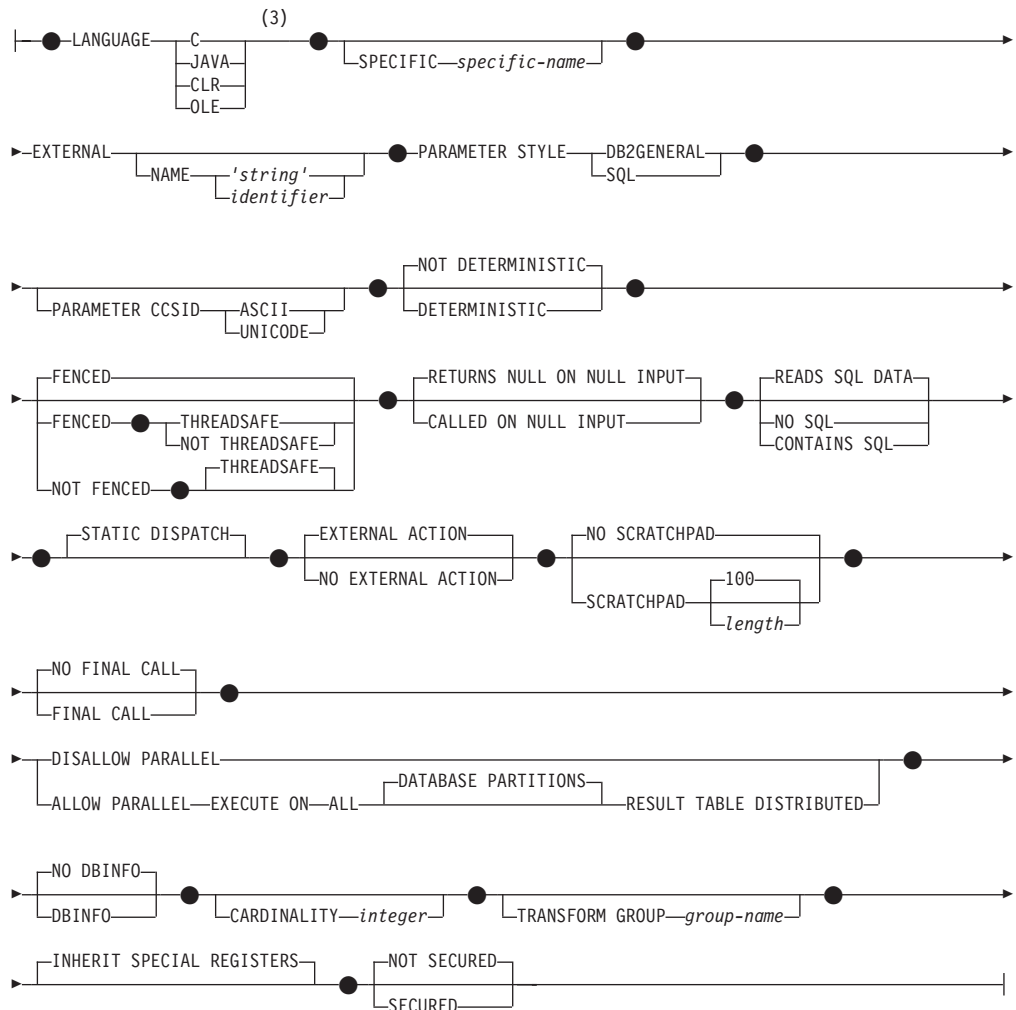 (3)
LANGUAGE C SPECIFIC specific-name
JAVA
CLR
OLE
EXTERNAL NAME 'string' PARAMETER STYLE DB2GENERAL
identifier SQL
PARAMETER CCSID ASCII NOT DETERMINISTIC
UNICODE DETERMINISTIC
FENCED RETURNS NULL ON NULL INPUT READS SQL DATA
FENCED THREADSAFE CALLED ON NULL INPUT NO SQL
NOT THREADSAFE CONTAINS SQL
THREADSAFE
NOT FENCED
STATIC DISPATCH EXTERNAL ACTION NO SCRATCHPAD
NO EXTERNAL ACTION 100
SCRATCHPAD length
NO FINAL CALL
FINAL CALL
DISALLOW PARALLEL
DATABASE PARTITIONS
ALLOW PARALLEL EXECUTE ON ALL RESULT TABLE DISTRIBUTED
NO DBINFO
DBINFO CARDINALITY integer TRANSFORM GROUP group-name
INHERIT SPECIAL REGISTERS NOT SECURED
SECURED